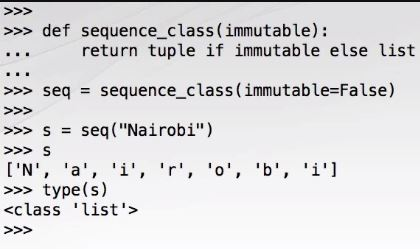 >>>
>>> def sequence_class(immutable):
...     return tuple if immutable else list
...
>>> seq = sequence_class(immutable=False)
>>>
>>> s = seq("Nairobi")
>>> s
['N', 'a', 'i', 'r', 'o', 'b', 'i']
>>> type(s)
<class 'list'>
>>>